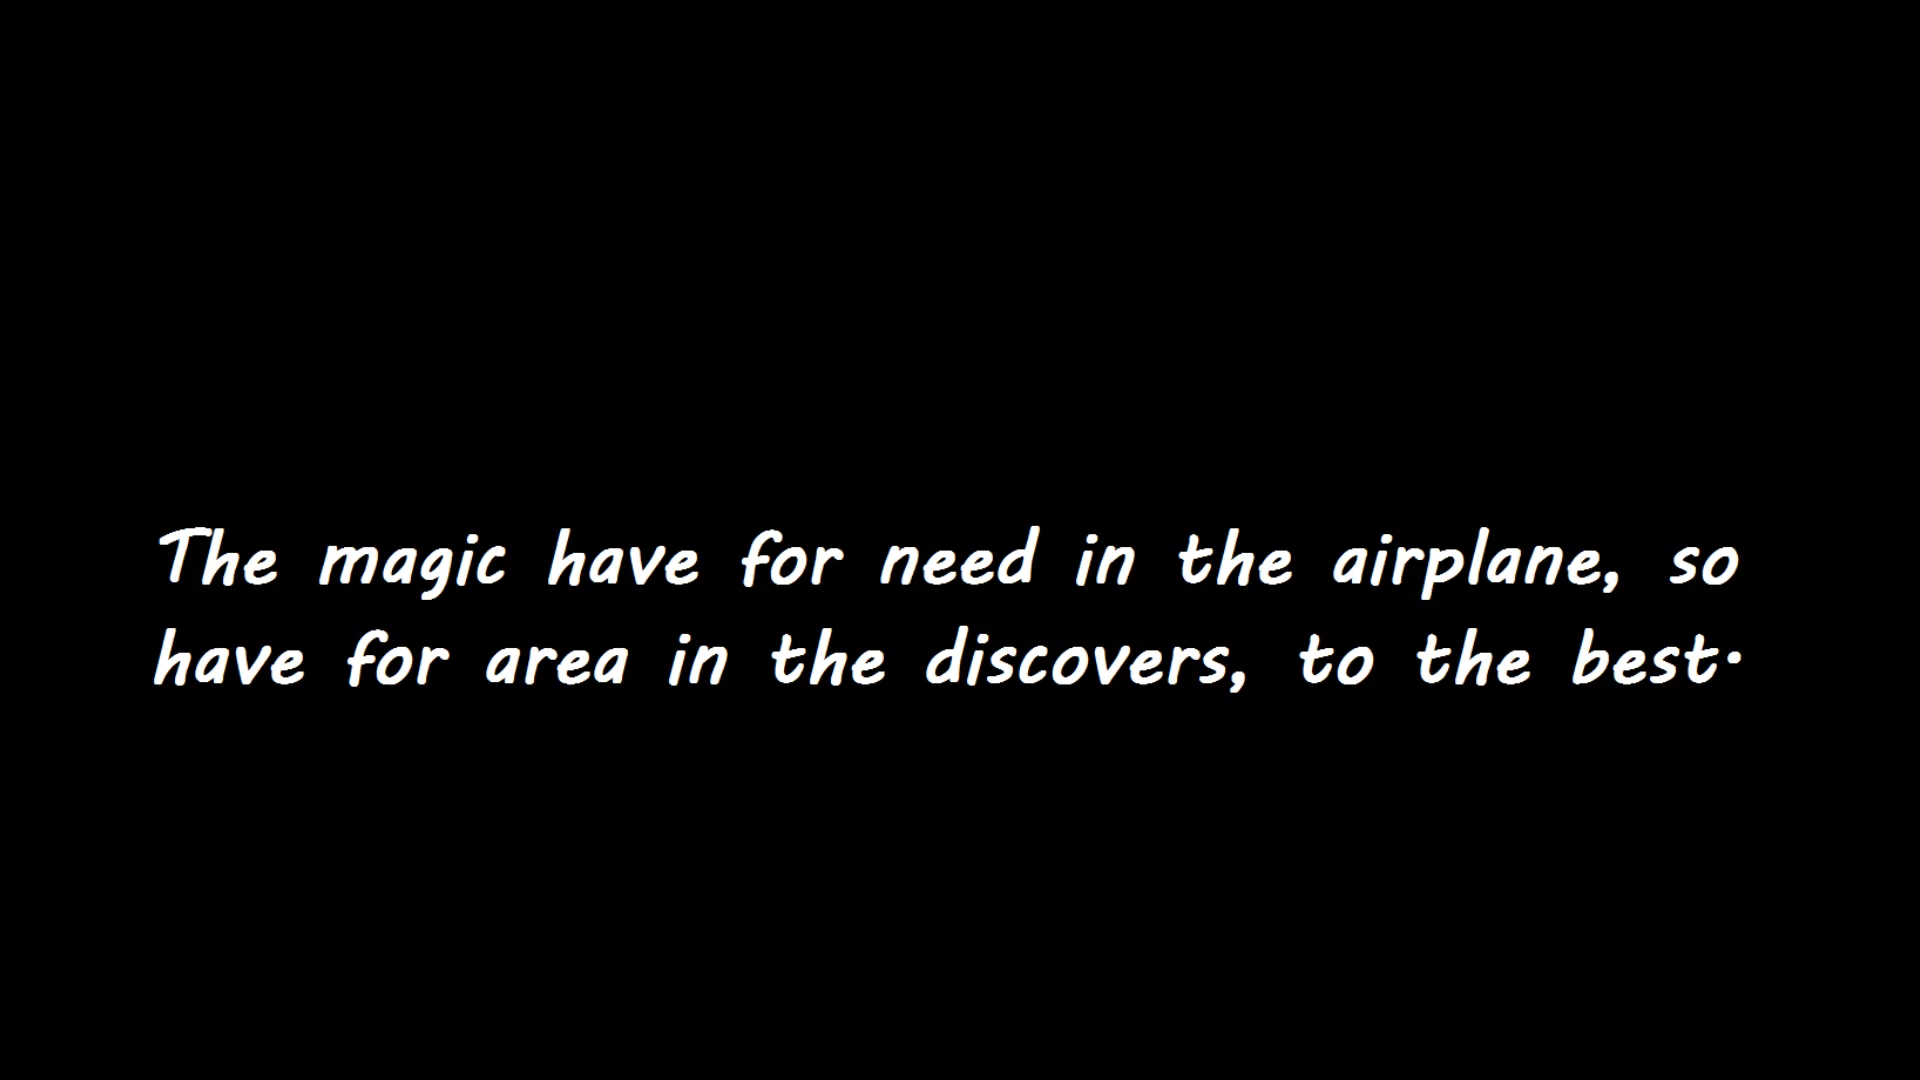 The magic have for need in the airplane, so
have for area in the discovers, to the best.